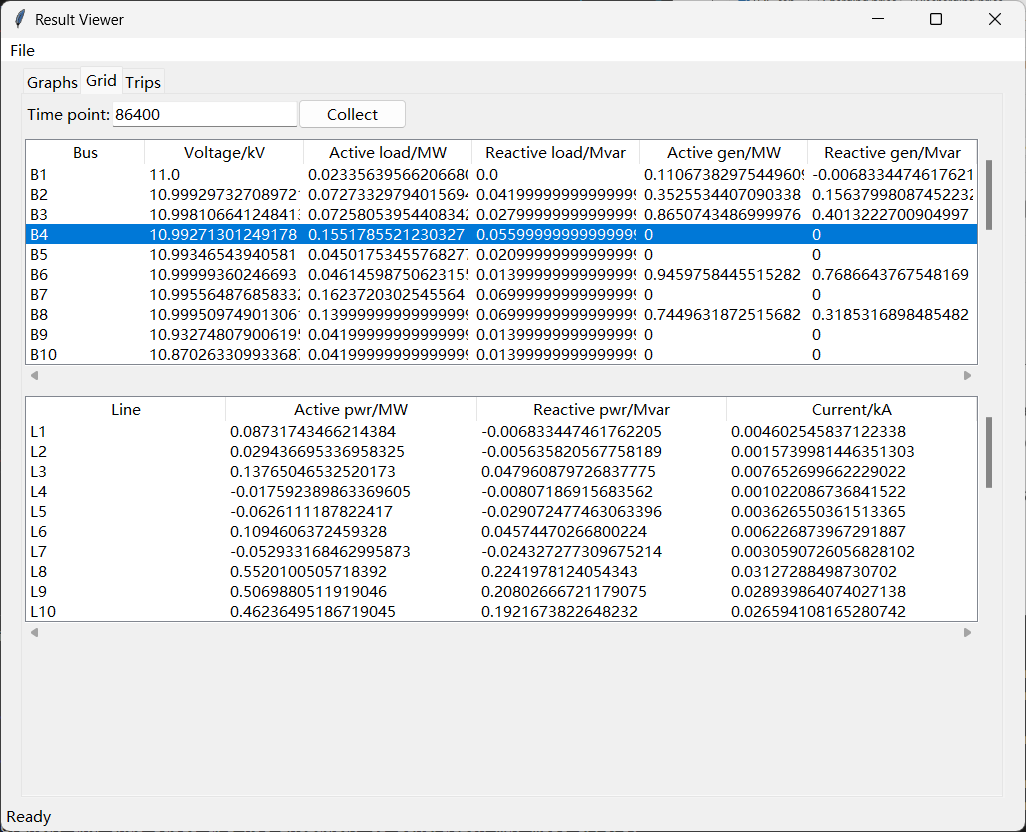 Result Viewer
File
Graphs Grid Trips
Time point: 86400 Collect
Bus Voltage/kV Active load/MW Reactive load/Mvar Active gen/MW Reactive gen/Mvar
B1 11.0 0.0233563956620668 0.0 0.1106738297544960 -0.0068334474617621
B2 10.99929732708972 0.0727332979401569 0.0419999999999999 0.3525534407090338 0.1563799808745223
B3 10.99810664124841 0.0725805395440834 0.0279999999999999 0.8650743486999976 0.4013222700904997
B4 10.99271301249178 0.1551785521230327 0.0559999999999999 0 0
B5 10.99346543940581 0.0450175345576827 0.0209999999999999 0 0
B6 10.99999360246693 0.0461459875062315 0.0139999999999999 0.9459758445515282 0.7686643767548169
B7 10.99556487685833 0.1623720302545564 0.0699999999999999 0 0
B8 10.99950974901306 0.1399999999999999 0.0699999999999999 0.7449631872515682 0.3185316898485482
B9 10.93274807900619 0.0419999999999999 0.0139999999999999 0 0
B10 10.87026330993368 0.0419999999999999 0.0139999999999999 0 0
Line Active pwr/MW Reactive pwr/Mvar Current/kA
L1 0.08731743466214384 -0.006833447461762205 0.004602545837122338
L2 0.029436695336958325 -0.005635820567758189 0.0015739981446351303
L3 0.13765046532520173 0.047960879726837775 0.007652699662229022
L4 -0.017592389863369605 -0.00807186915683562 0.001022086736841522
L5 -0.0626111187822417 -0.029072477463063396 0.003626550361513365
L6 0.1094606372459328 0.04574470266800224 0.006226873967291887
L7 -0.052933168462995873 -0.024327277309675214 0.0030590726056828102
L8 0.5520100505718392 0.2241978124054343 0.03127288498730702
L9 0.5069880511919046 0.20802666721179075 0.028939864074027138
L10 0.46236495186719045 0.1921673822648232 0.026594108165280742
Ready